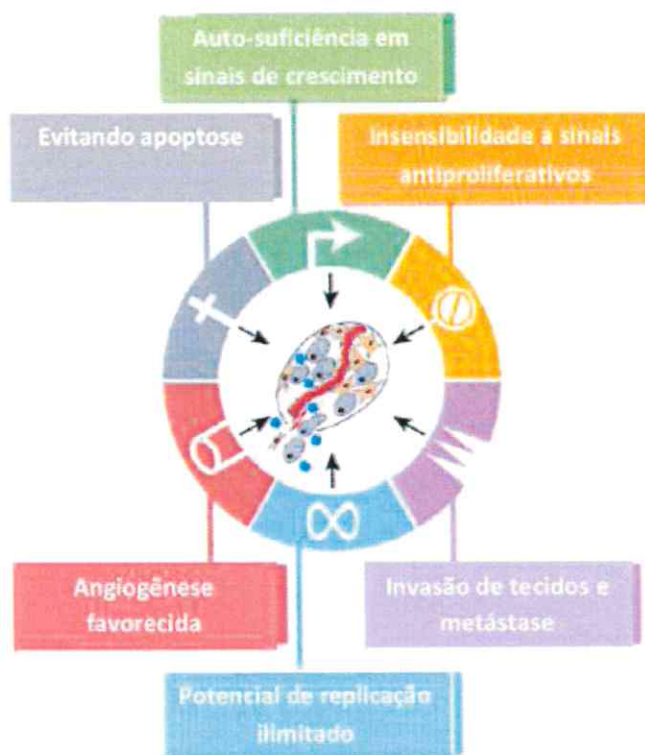 Auto-suficiência em
sinais de crescimento
Evitando apoptose
Insensibilidade a sinais
antiproliferativos
Angiogênese
favorecida
Invasão de tecidos e
metástase
Potencial de replicação
ilimitado